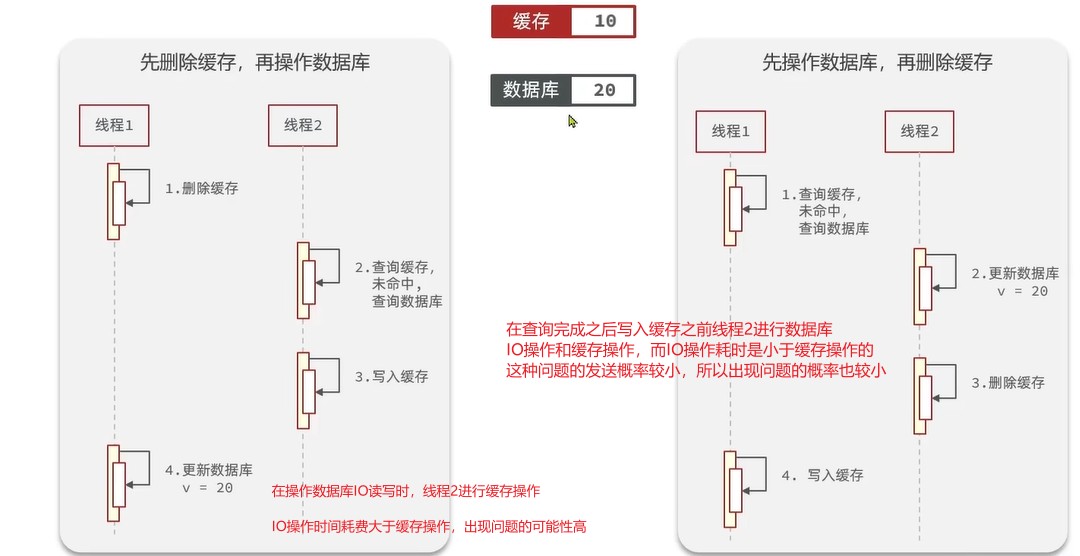 缓存 10
数据库 20
先删除缓存，再操作数据库
线程1
线程2
1.删除缓存
2.查询缓存，
未命中，
查询数据库
3.写入缓存
4.更新数据库
v = 20
在操作数据库IO读写时，线程2进行缓存操作
IO操作时间耗费大于缓存操作，出现问题的可能性高
在查询完成之后写入缓存之前线程2进行数据库
IO操作和缓存操作，而IO操作耗时是小于缓存操作的
这种问题的发送概率较小，所以出现问题的概率也较小
先操作数据库，再删除缓存
线程1
线程2
1.查询缓存，
未命中，
查询数据库
2.更新数据库
v = 20
3.删除缓存
4. 写入缓存